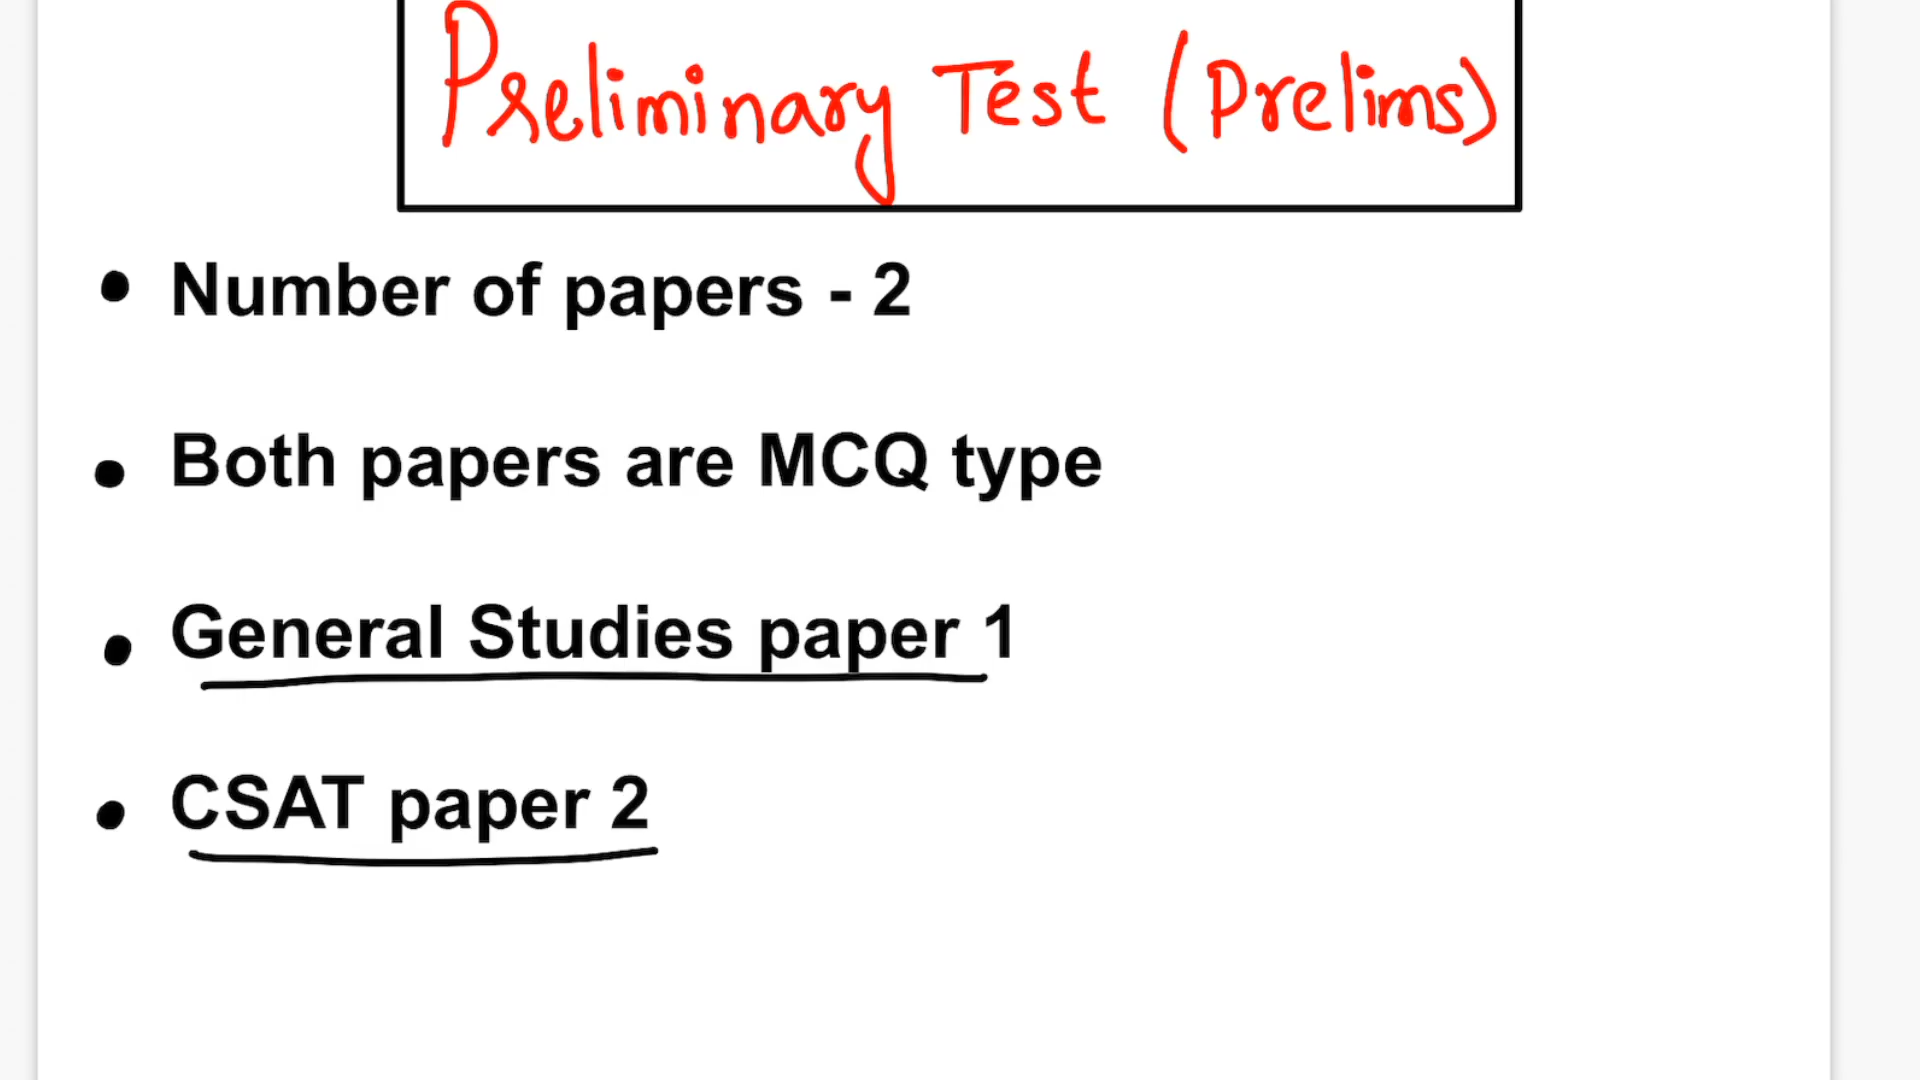 Preliminary Test (Prelims)
• Number of papers - 2
• Both papers are MCQ type
• General Studies paper 1
• CSAT paper 2